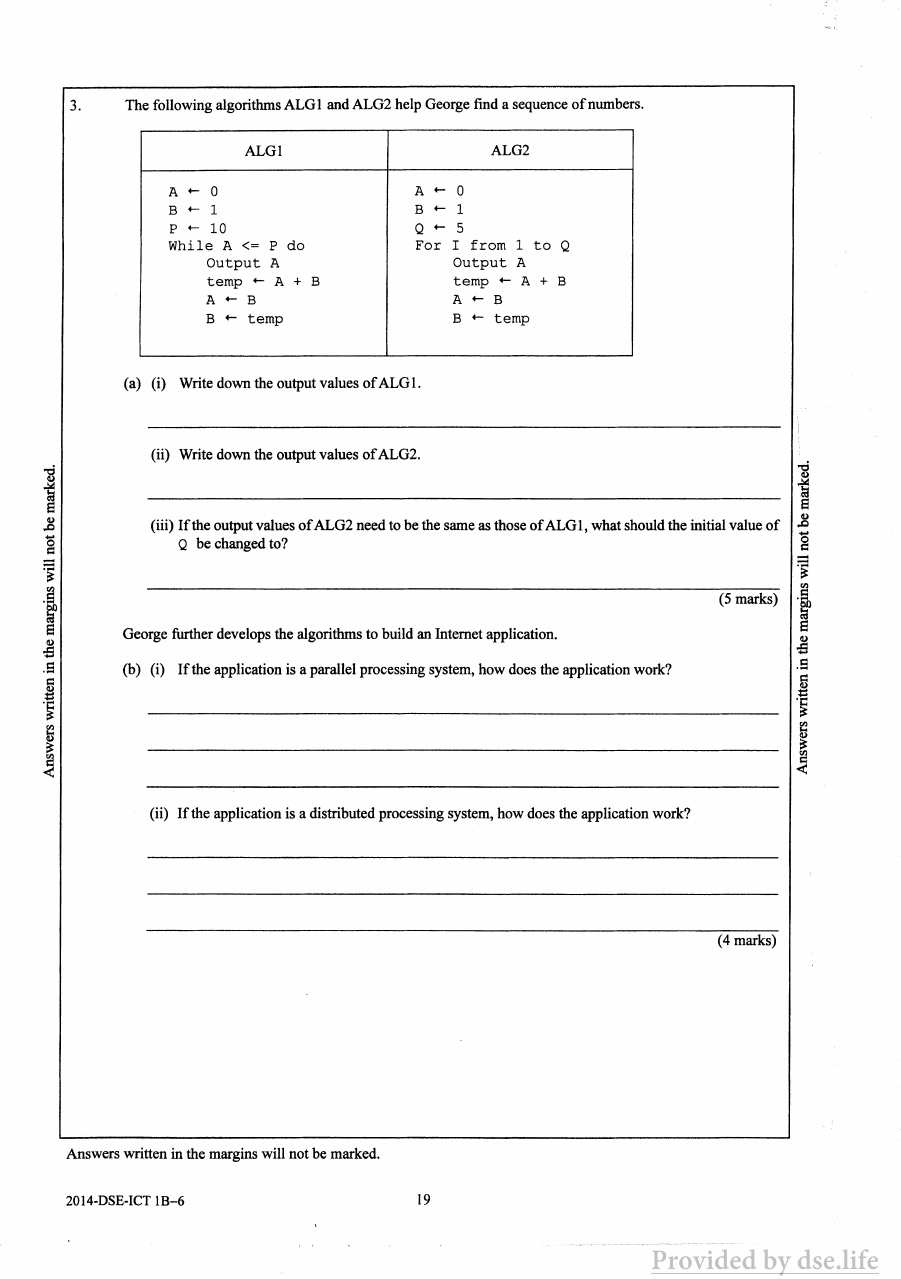 3. The following algorithms ALG1 and ALG2 help George find a sequence of numbers.
ALG1
A ← 0
B ← 1
P ← 10
While A <= P do
Output A
temp ← A + B
A ← B
B ← temp
ALG2
A ← 0
B ← 1
Q ← 5
For I from 1 to Q
Output A
temp ← A + B
A ← B
B ← temp
(a) (i) Write down the output values of ALG1.
(ii) Write down the output values of ALG2.
(iii) If the output values of ALG2 need to be the same as those of ALG1, what should the initial value of
Q be changed to?
(5 marks)
George further develops the algorithms to build an Internet application.
(b) (i) If the application is a parallel processing system, how does the application work?
(ii) If the application is a distributed processing system, how does the application work?
(4 marks)
Answers written in the margins will not be marked.
Answers written in the margins will not be marked.
Answers written in the margins will not be marked.
2014-DSE-ICT 1B–6
19
Provided by dse.life